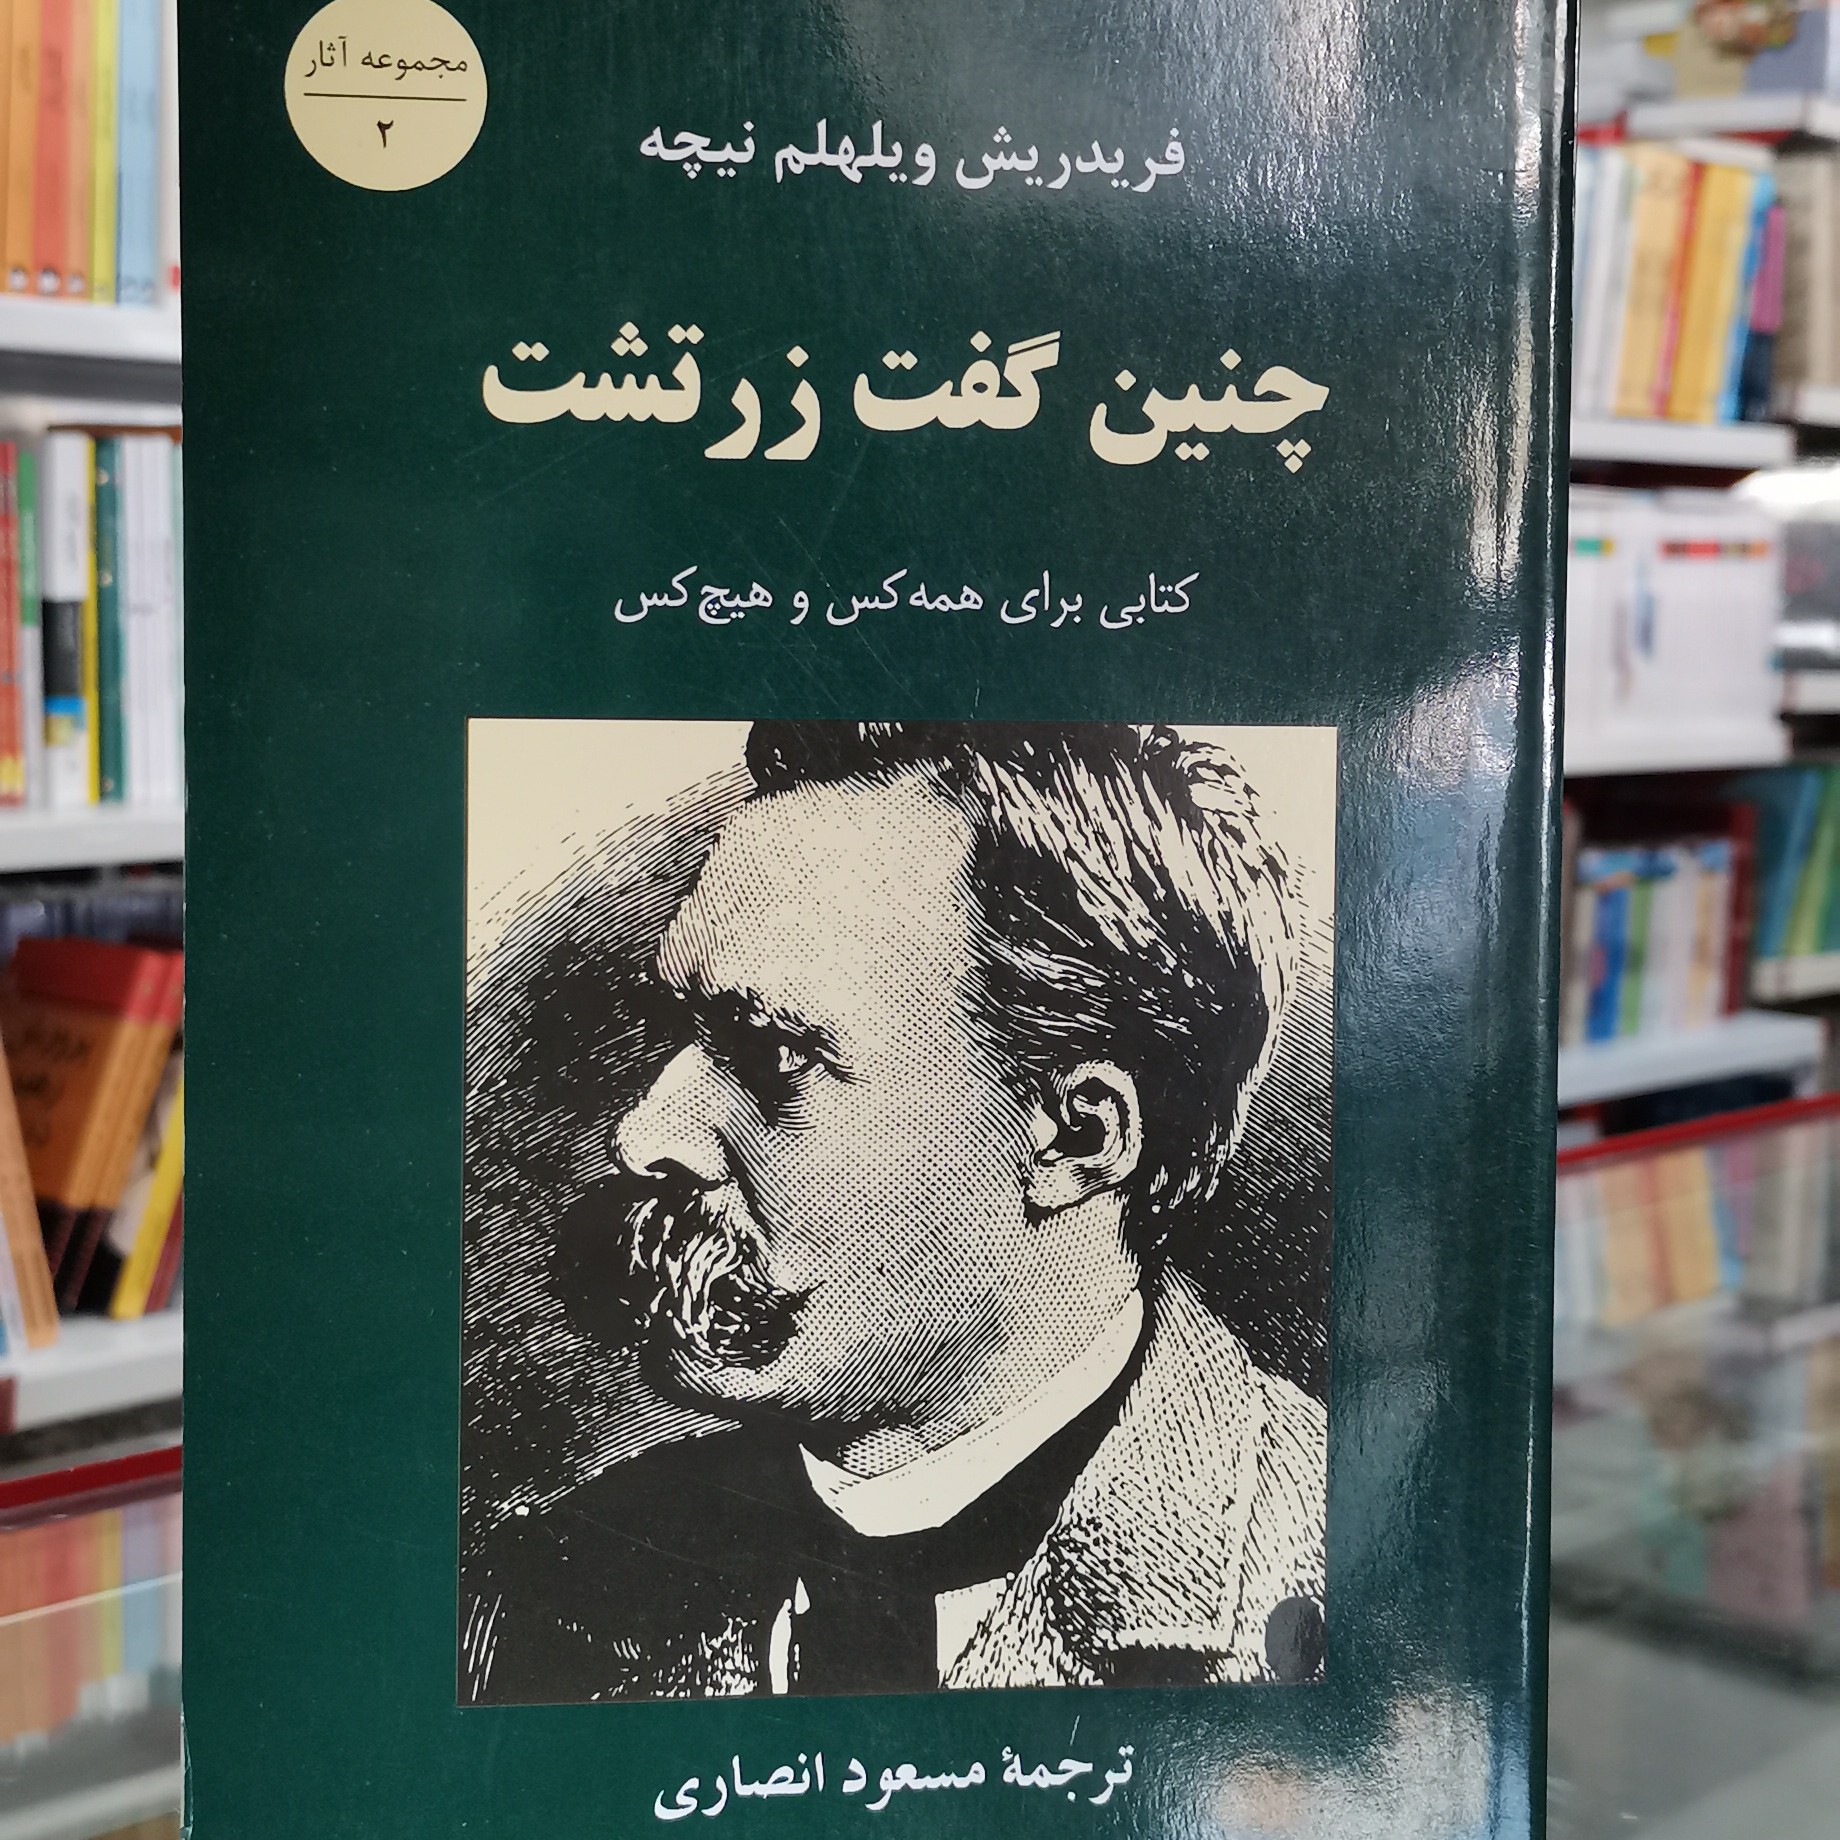 مجموعه آثار
۲
فریدریش ویلهلم نیچه
چنین گفت زرتشت
کتابی برای همه‌کس و هیچ‌کس
ترجمهٔ مسعود انصاری